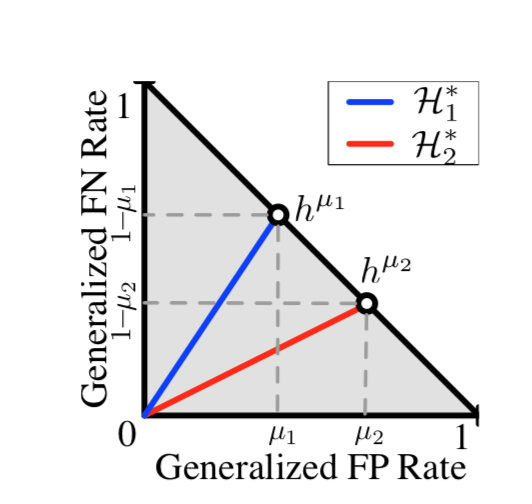 ℋ₁*
ℋ₂*
Generalized FN Rate
1
1−μ₁
1−μ₂
h^μ₁
h^μ₂
0
μ₁
μ₂
1
Generalized FP Rate